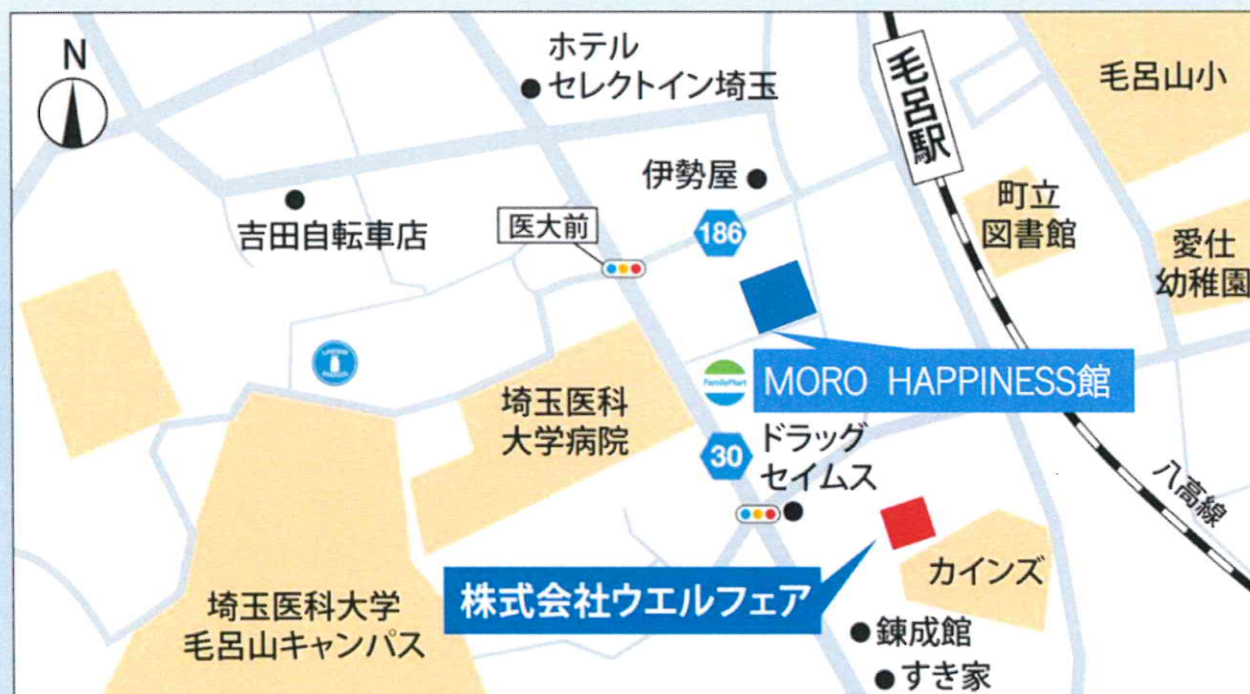 N
ホテル
セレクトイン埼玉
毛呂駅
毛呂山小
伊勢屋
町立
図書館
吉田自転車店
医大前
186
愛仕
幼稚園
FamilyMart
MORO HAPPINESS館
埼玉医科
大学病院
30
ドラッグ
セイムス
八高線
カインズ
株式会社ウエルフェア
埼玉医科大学
毛呂山キャンパス
錬成館
すき家